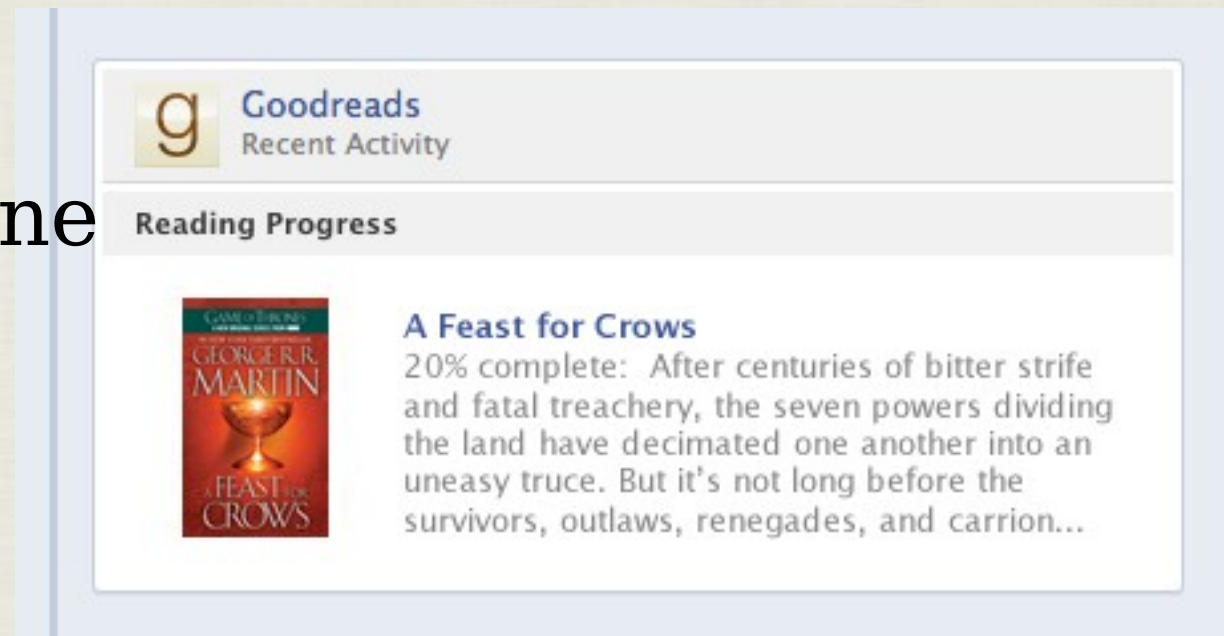 g
Goodreads
Recent Activity
ne
Reading Progress
GAME OF THRONES
GEORGE R.R.
MARTIN
A FEAST FOR
CROWS
A Feast for Crows
20% complete: After centuries of bitter strife
and fatal treachery, the seven powers dividing
the land have decimated one another into an
uneasy truce. But it's not long before the
survivors, outlaws, renegades, and carrion...